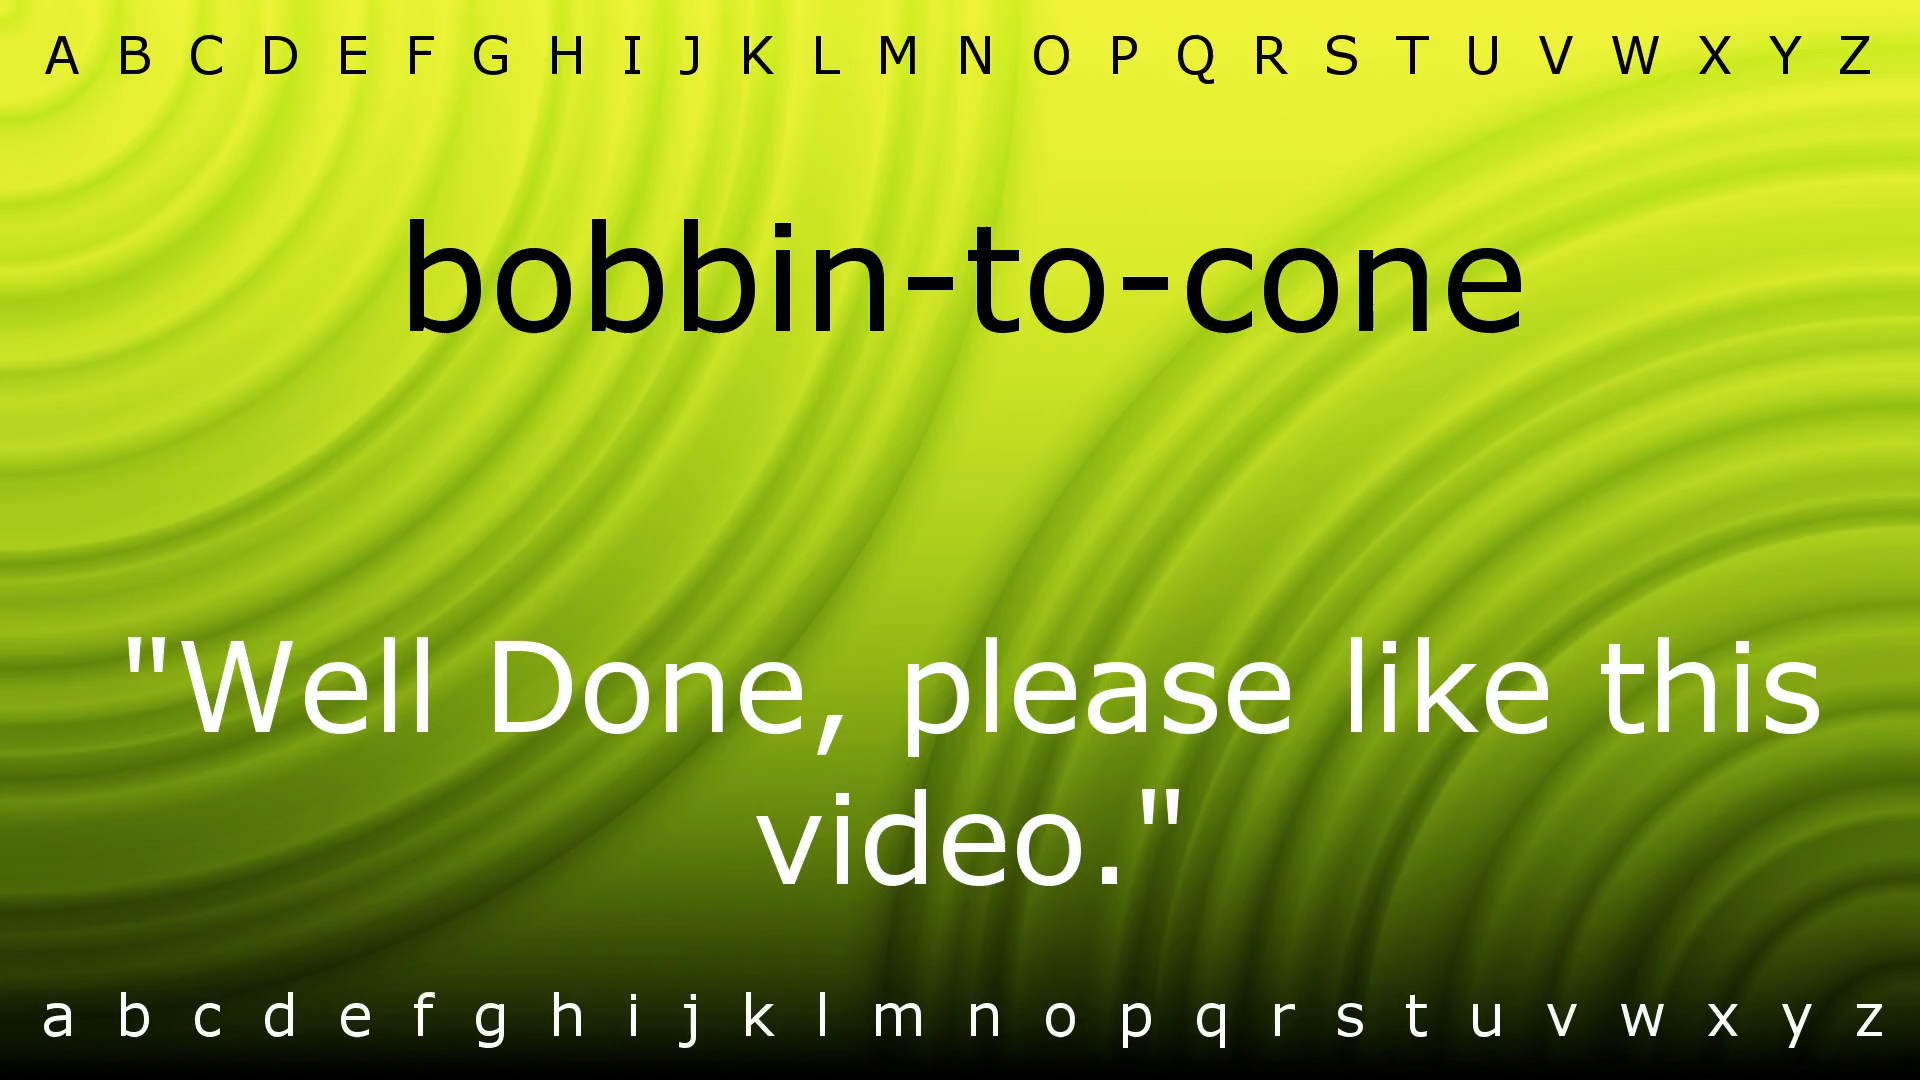 A B C D E F G H I J K L M N O P Q R S T U V W X Y Z
bobbin-to-cone
"Well Done, please like this
video."
a b c d e f g h i j k l m n o p q r s t u v w x y z